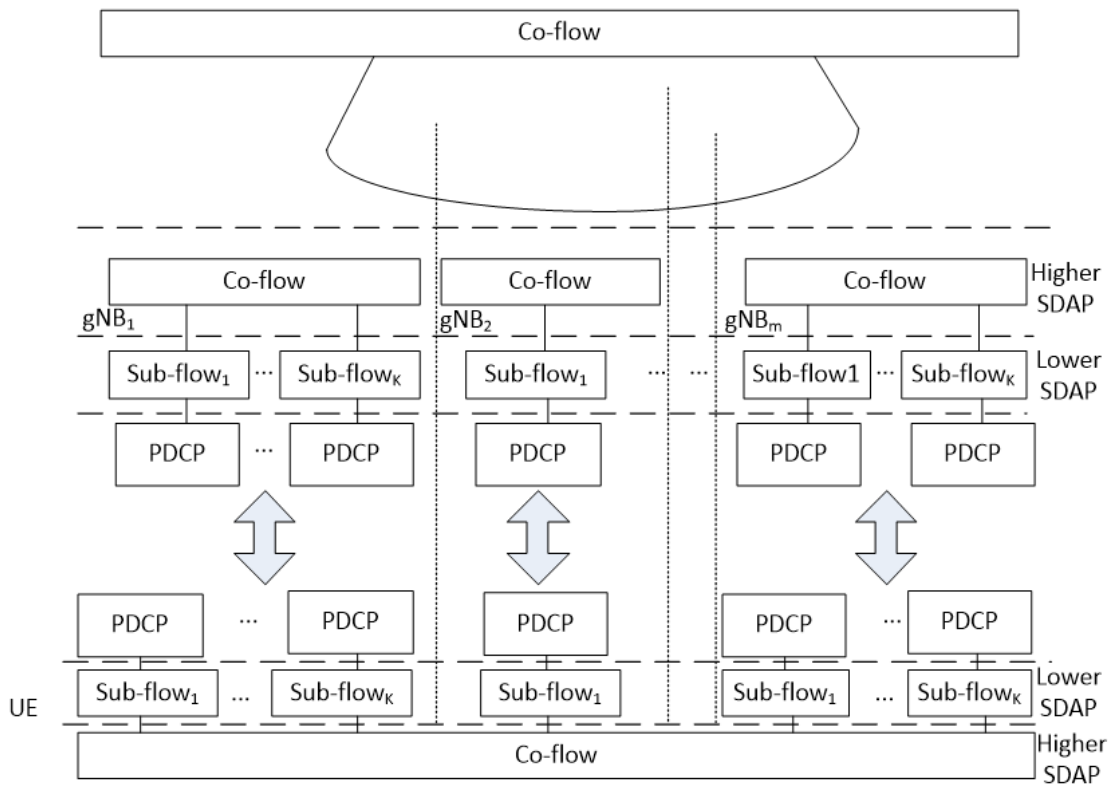 Co-flow
Co-flow Co-flow Co-flow Higher SDAP
gNB₁ gNB₂ gNBₘ
Sub-flow₁ ... Sub-flowK Sub-flow₁ ... ... Sub-flow1 ... Sub-flowK Lower SDAP
PDCP ... PDCP PDCP PDCP PDCP
... 
PDCP ... PDCP PDCP PDCP ... PDCP
UE Sub-flow₁ ... Sub-flowK Sub-flow₁ Sub-flow₁ ... Sub-flowK Lower SDAP
Co-flow Higher SDAP